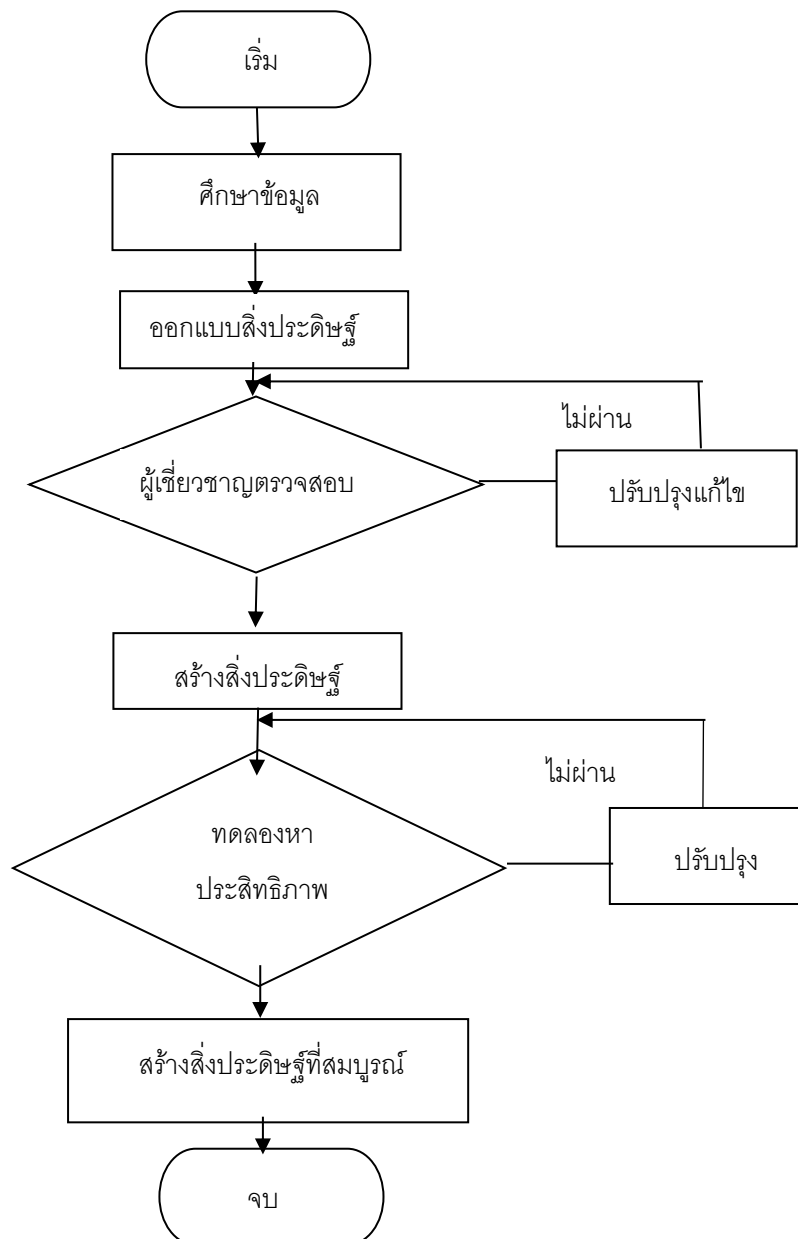 เริ่ม
ศึกษาข้อมูล
ออกแบบสิ่งประดิษฐ์
ไม่ผ่าน
ผู้เชี่ยวชาญตรวจสอบ
ปรับปรุงแก้ไข
สร้างสิ่งประดิษฐ์
ไม่ผ่าน
ทดลองหา
ประสิทธิภาพ
ปรับปรุง
สร้างสิ่งประดิษฐ์ที่สมบูรณ์
จบ